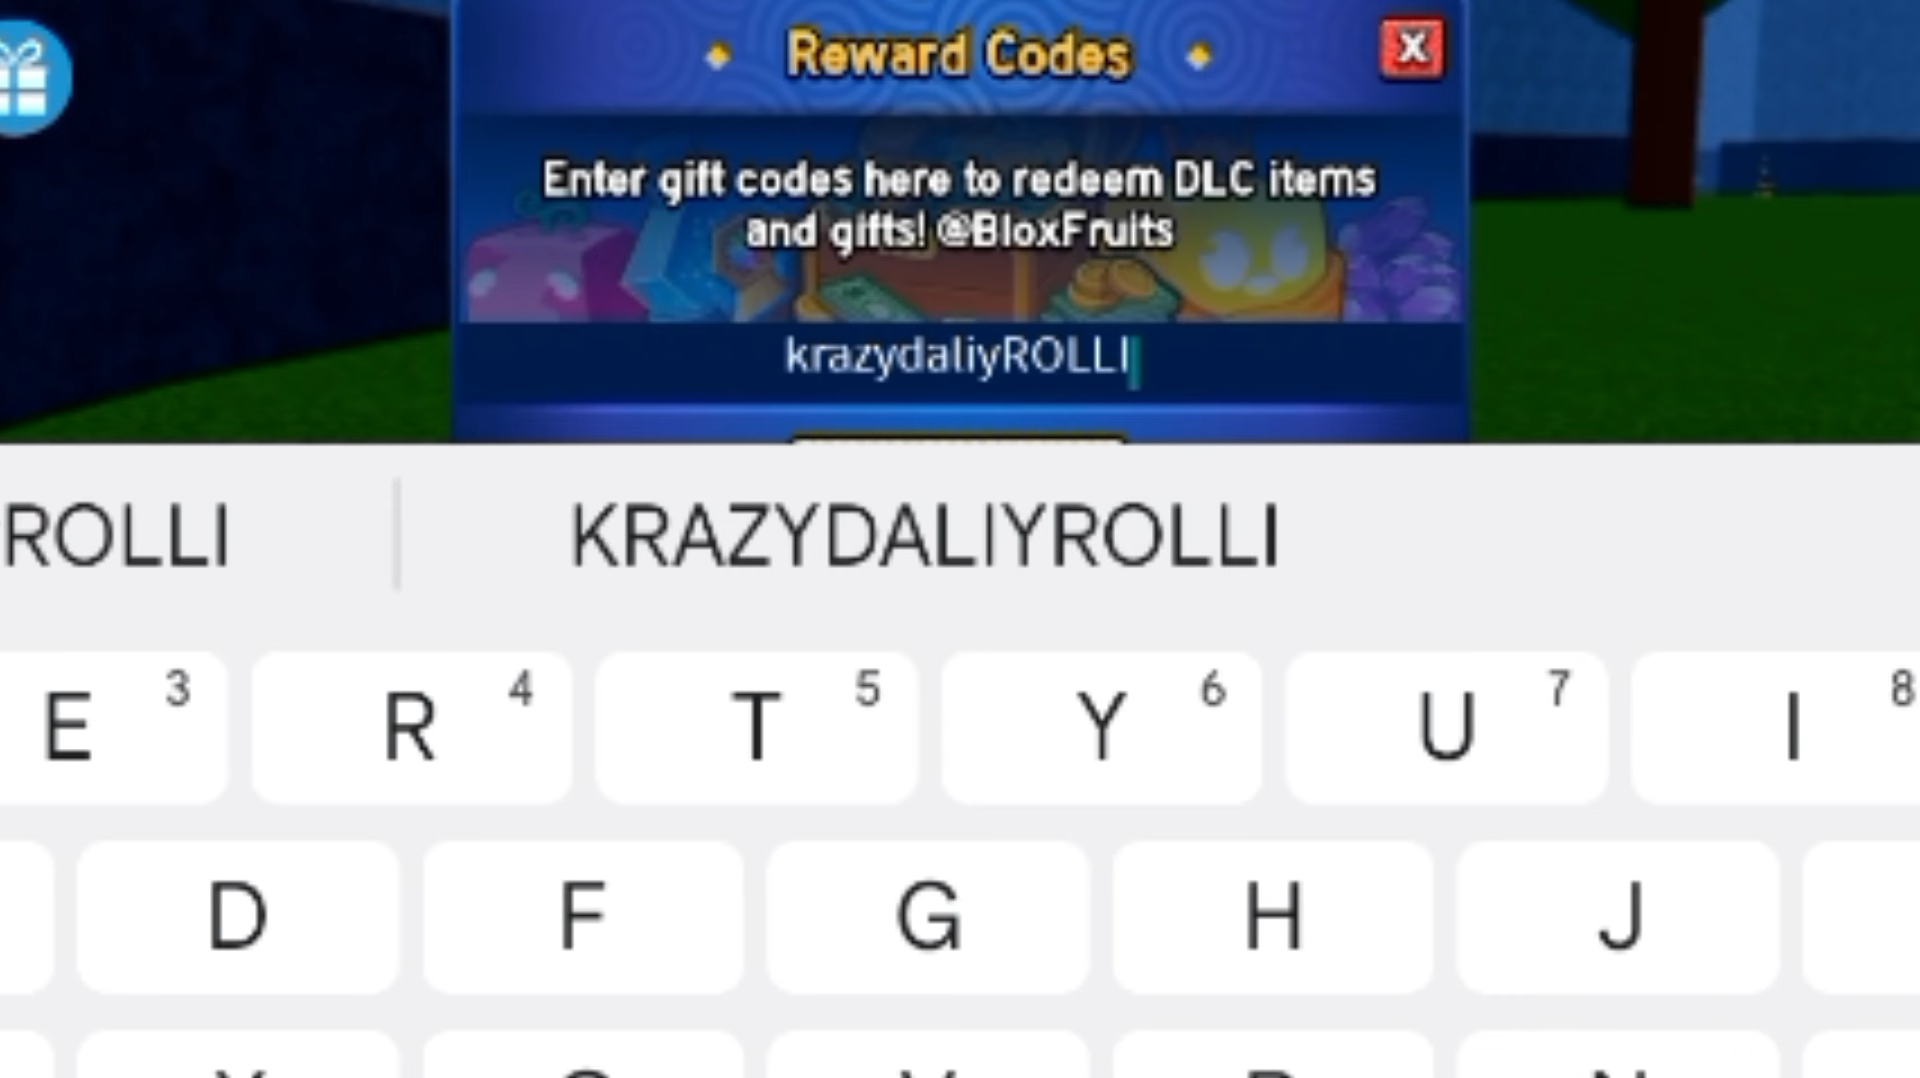 Reward Codes
X
Enter gift codes here to redeem DLC items
and gifts! @BloxFruits
krazydaliyROLLI
ROLLI
KRAZYDALIYROLLI
E 3 R 4 T 5 Y 6 U 7 I 8
D F G H J